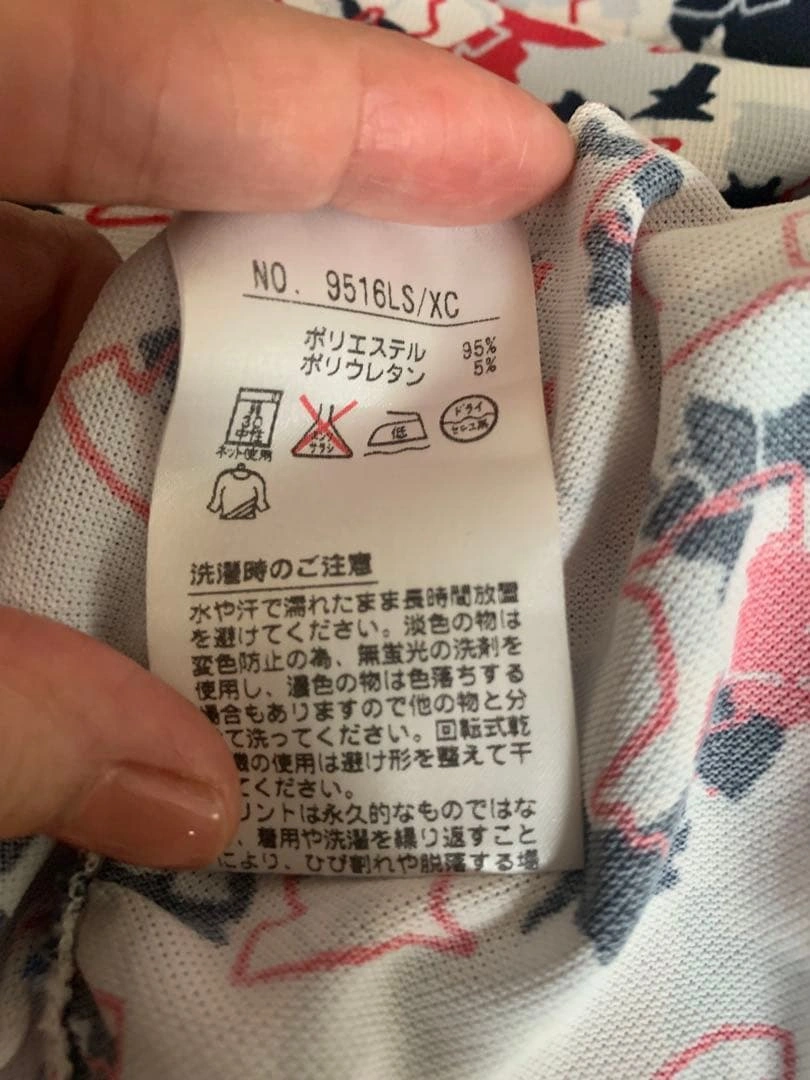 NO. 9516LS/XC
ポリエステル 95%
ポリウレタン 5%
30
中性
ネット使用
エンソ
サラシ
低
ドライ
セキユ系
洗濯時のご注意
水や汗で濡れたまま長時間放置
を避けてください。淡色の物は
変色防止の為、無蛍光の洗剤を
使用し、濃色の物は色落ちする
場合もありますので他の物と分
て洗ってください。回転式乾
機の使用は避け形を整えて干
てください。
リントは永久的なものではな
、着用や洗濯を繰り返すこと
により、ひび割れや脱落する場